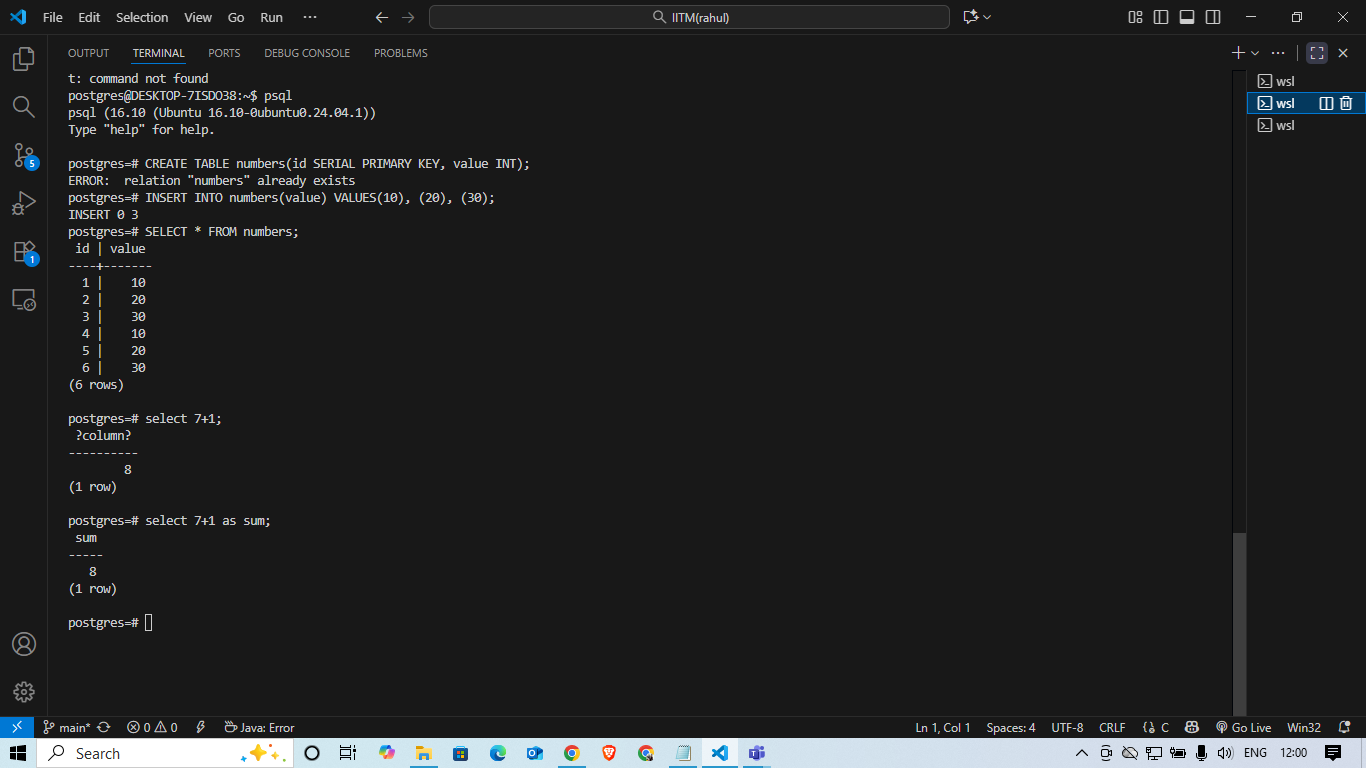 File Edit Selection View Go Run ··· IITM(rahul)
OUTPUT TERMINAL PORTS DEBUG CONSOLE PROBLEMS
t: command not found
postgres@DESKTOP-7ISDO38:~$ psql
psql (16.10 (Ubuntu 16.10-0ubuntu0.24.04.1))
Type "help" for help.
postgres=# CREATE TABLE numbers(id SERIAL PRIMARY KEY, value INT);
ERROR:  relation "numbers" already exists
postgres=# INSERT INTO numbers(value) VALUES(10), (20), (30);
INSERT 0 3
postgres=# SELECT * FROM numbers;
 id | value
----+-------
  1 |    10
  2 |    20
  3 |    30
  4 |    10
  5 |    20
  6 |    30
(6 rows)
postgres=# select 7+1;
 ?column?
----------
        8
(1 row)
postgres=# select 7+1 as sum;
 sum
-----
   8
(1 row)
postgres=#
wsl
wsl
wsl
5
1
main* 0 0 Java: Error Ln 1, Col 1 Spaces: 4 UTF-8 CRLF {} C Go Live Win32
Search ENG 12:00